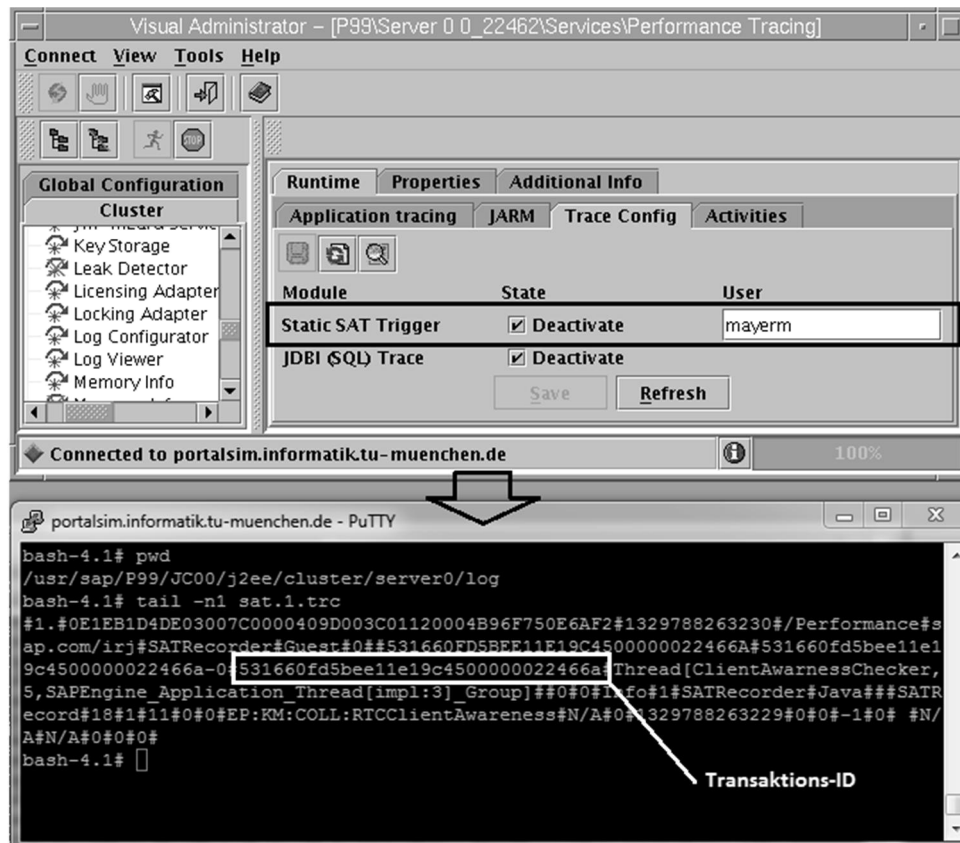 Visual Administrator – [P99\Server 0 0_22462\Services\Performance Tracing]
Connect View Tools Help
STOP
Global Configuration
Cluster
Key Storage
Leak Detector
Licensing Adapter
Locking Adapter
Log Configurator
Log Viewer
Memory Info
Runtime Properties Additional Info
Application tracing JARM Trace Config Activities
Module State User
Static SAT Trigger Deactivate mayerm
JDBI (SQL) Trace Deactivate
Save Refresh
Connected to portalsim.informatik.tu-muenchen.de 100%
portalsim.informatik.tu-muenchen.de - PuTTY
bash-4.1# pwd
/usr/sap/P99/JC00/j2ee/cluster/server0/log
bash-4.1# tail -n1 sat.1.trc
#1.#0E1EB1D4DE03007C0000409D003C01120004B96F750E6AF2#1329788263230#/Performance#s
ap.com/irj#SATRecorder#Guest#0##531660FD5BEE11E19C4500000022466A#531660fd5bee11e1
9c4500000022466a-0#531660fd5bee11e19c4500000022466a#Thread[ClientAwarnessChecker,
5,SAPEngine_Application_Thread[impl:3]_Group]##0#0#Info#1#SATRecorder#Java###SATR
ecord#18#1#11#0#0#EP:KM:COLL:RTCClientAwareness#N/A#0#1329788263229#0#0#-1#0# #N/
A#N/A#0#0#0#
bash-4.1#
Transaktions-ID